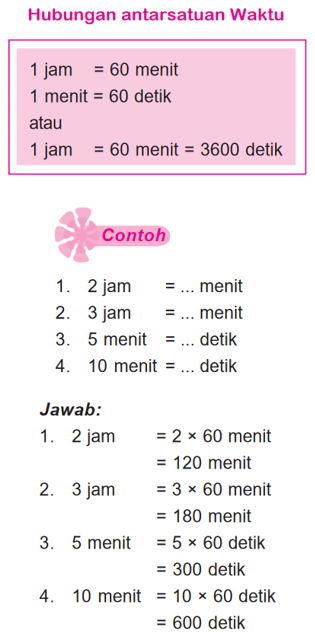 Hubungan antarsatuan Waktu
1 jam = 60 menit
1 menit = 60 detik
atau
1 jam = 60 menit = 3600 detik
Contoh
1. 2 jam = ... menit
2. 3 jam = ... menit
3. 5 menit = ... detik
4. 10 menit = ... detik
Jawab:
1. 2 jam = 2 × 60 menit
= 120 menit
2. 3 jam = 3 × 60 menit
= 180 menit
3. 5 menit = 5 × 60 detik
= 300 detik
4. 10 menit = 10 × 60 detik
= 600 detik